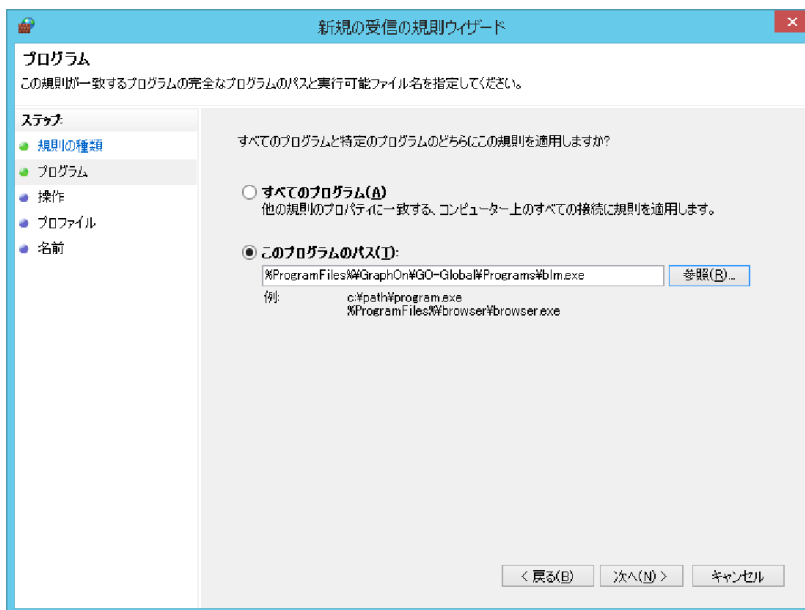 新規の受信の規則ウィザード
プログラム
この規則が一致するプログラムの完全なプログラムのパスと実行可能ファイル名を指定してください。
ステップ:
規則の種類
プログラム
操作
プロファイル
名前
すべてのプログラムと特定のプログラムのどちらにこの規則を適用しますか?
すべてのプログラム(A)
他の規則のプロパティに一致する、コンピューター上のすべての接続に規則を適用します。
このプログラムのパス(T):
%ProgramFiles%¥GraphOn¥GO-Global¥Programs¥blm.exe
参照(R)...
例:
c:¥path¥program.exe
%ProgramFiles%¥browser¥browser.exe
< 戻る(B)
次へ(N) >
キャンセル